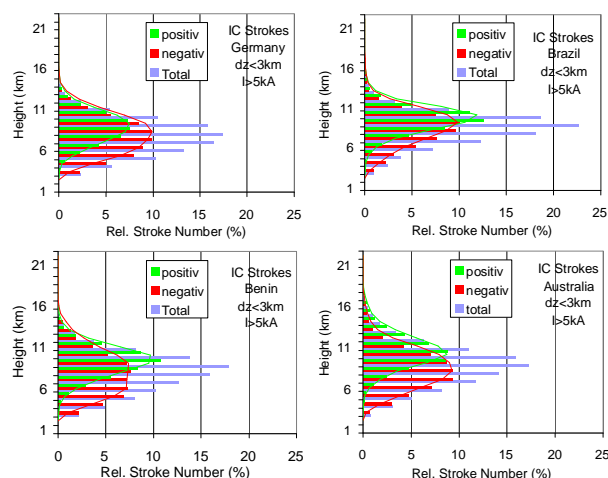 23
21
16
11
6
1
Height (km)
positiv
negativ
Total
IC Strokes
Germany
dz<3km
I>5kA
0 5 10 15 20 25
Rel. Stroke Number (%)
21
16
11
6
1
Height (km)
positiv
negativ
Total
IC Strokes
Brazil
dz<3km
I>5kA
0 5 10 15 20 25
Rel. Stroke Number (%)
21
16
11
6
1
Height (km)
positiv
negativ
Total
IC Strokes
Benin
dz<3km
I>5kA
0 5 10 15 20 25
Rel. Stroke Number (%)
21
16
11
6
1
Height (km)
positiv
negativ
total
IC Strokes
Australia
dz<3km
I>5kA
0 5 10 15 20 25
Rel. Stroke Number (%)